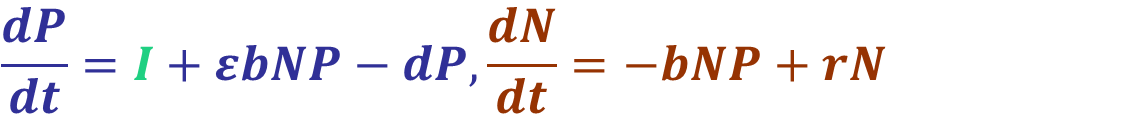 dP/dt = I + εbNP − dP, dN/dt = −bNP + rN